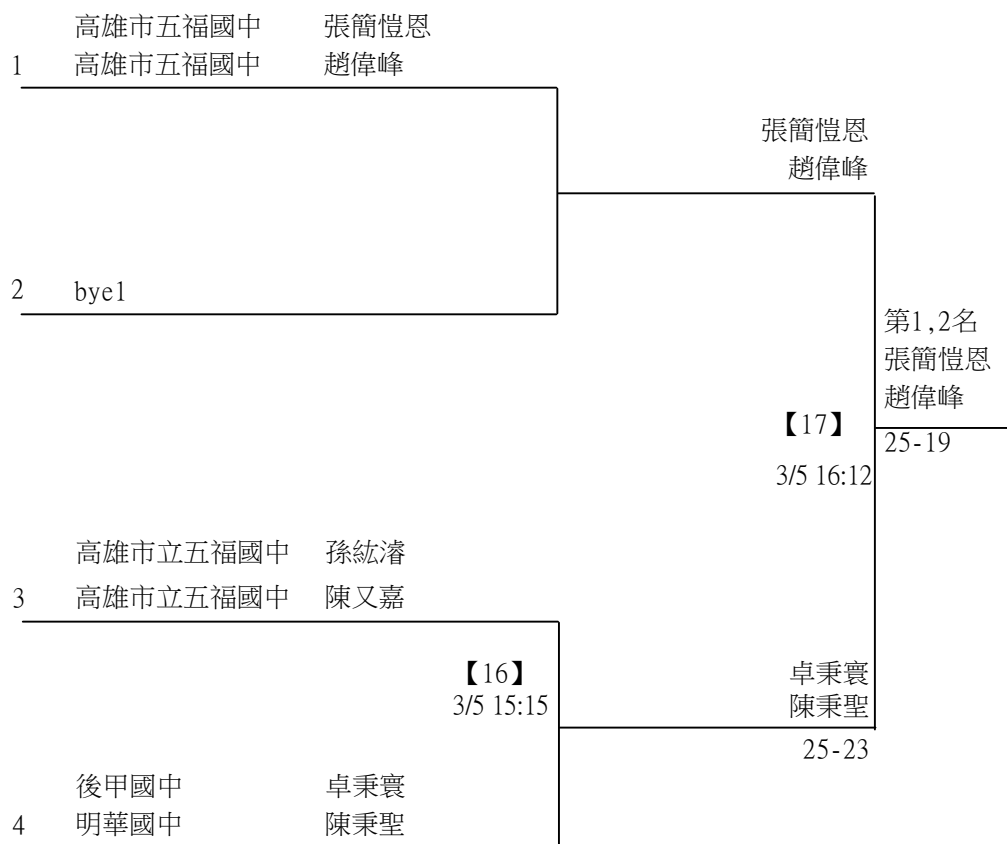 高雄市五福國中 張簡愷恩
1 高雄市五福國中 趙偉峰
張簡愷恩
趙偉峰
2 bye1
第1,2名
張簡愷恩
趙偉峰
【17】
25-19
3/5 16:12
高雄市立五福國中 孫紘濬
3 高雄市立五福國中 陳又嘉
【16】
3/5 15:15
卓秉寰
陳秉聖
25-23
後甲國中 卓秉寰
4 明華國中 陳秉聖